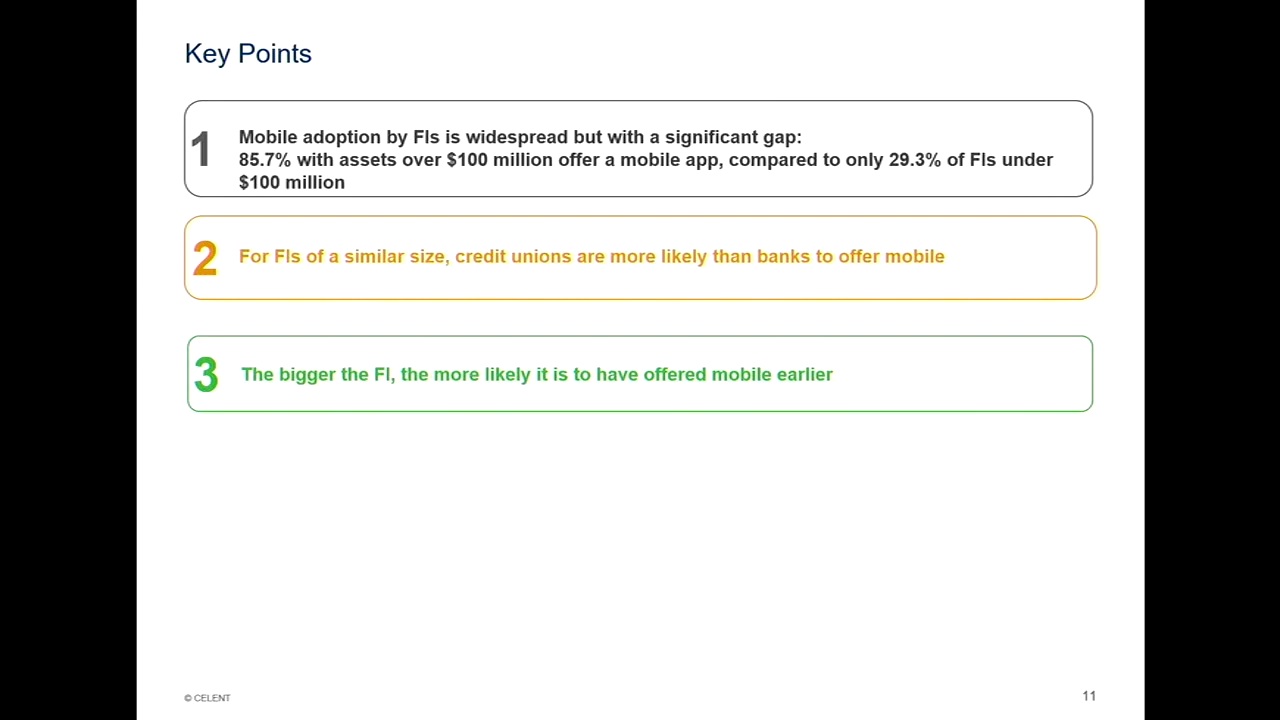 Key Points
1
Mobile adoption by FIs is widespread but with a significant gap:
85.7% with assets over $100 million offer a mobile app, compared to only 29.3% of FIs under
$100 million
2
For FIs of a similar size, credit unions are more likely than banks to offer mobile
3
The bigger the FI, the more likely it is to have offered mobile earlier
© CELENT
11